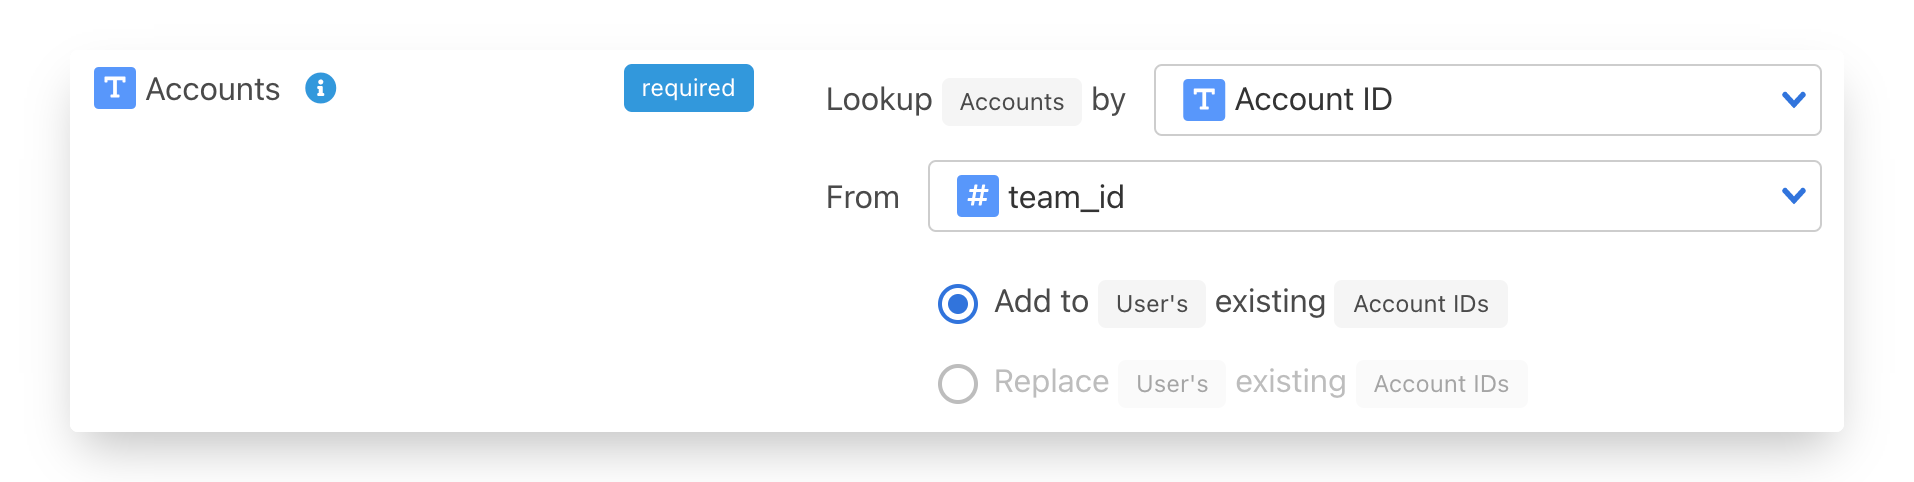 T Accounts i required
Lookup Accounts by T Account ID
From # team_id
Add to User's existing Account IDs
Replace User's existing Account IDs